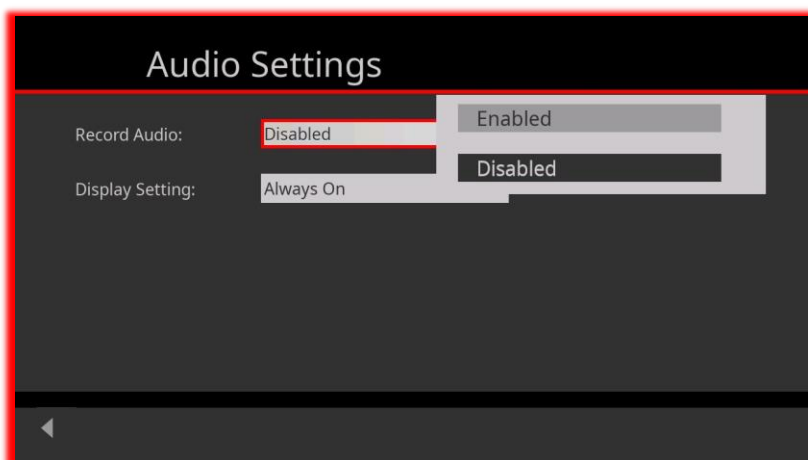 Audio Settings
Enabled
Record Audio: Disabled
Disabled
Display Setting: Always On